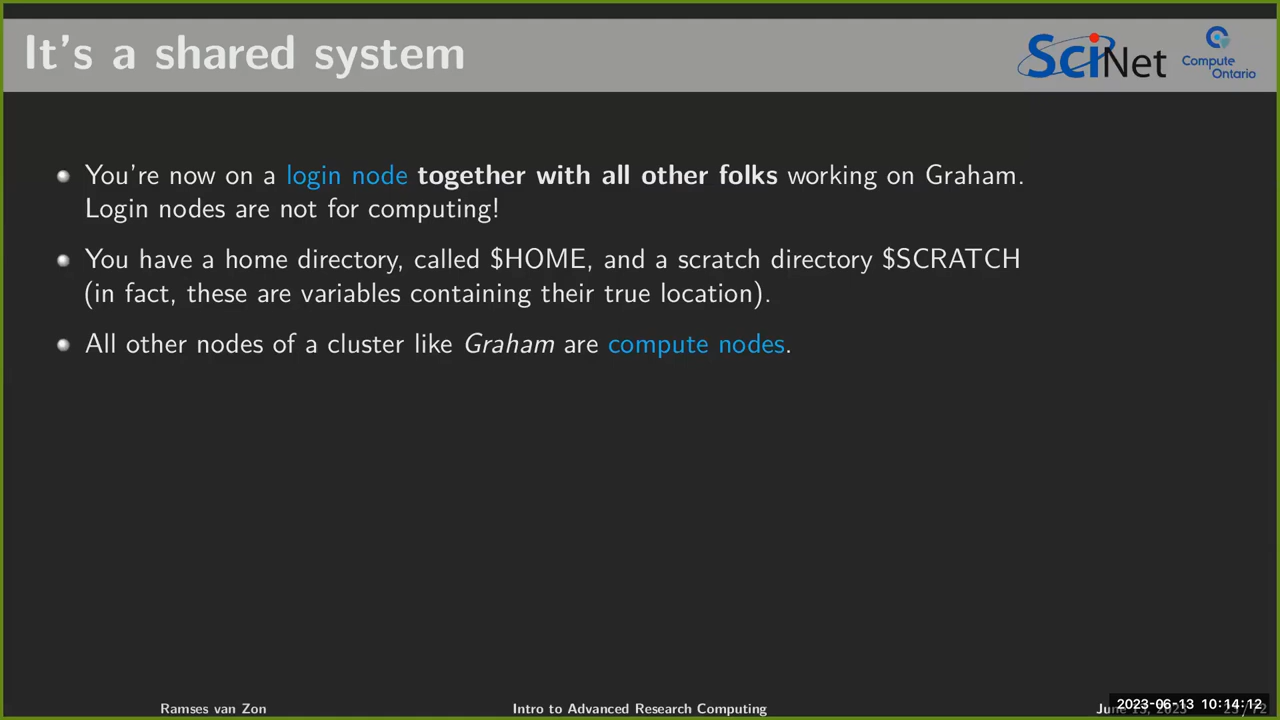 It's a shared system
SciNet
Compute
Ontario
You're now on a login node together with all other folks working on Graham.
Login nodes are not for computing!
You have a home directory, called $HOME, and a scratch directory $SCRATCH
(in fact, these are variables containing their true location).
All other nodes of a cluster like Graham are compute nodes.
Ramses van Zon
Intro to Advanced Research Computing
2023-06-13 10:14:12